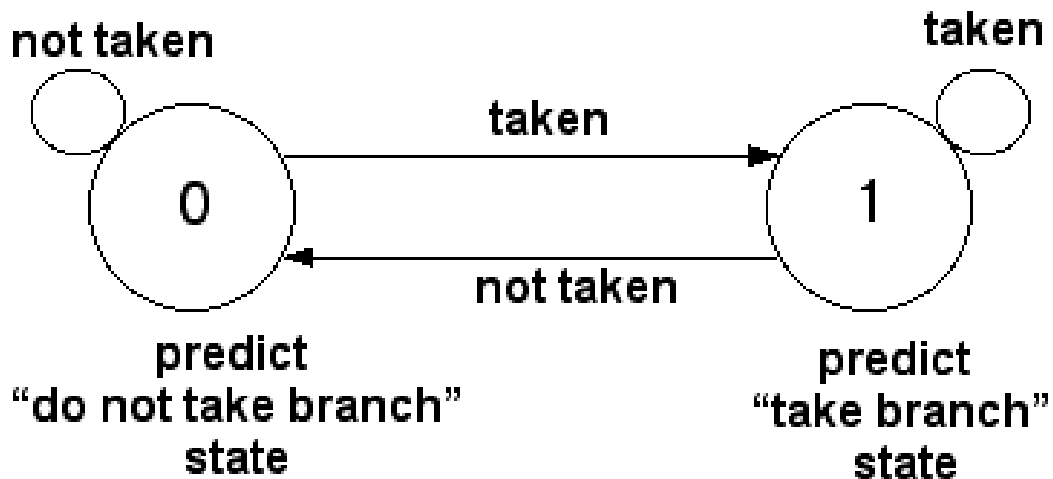 not taken
taken
taken
0
1
not taken
predict
“do not take branch”
state
predict
“take branch”
state